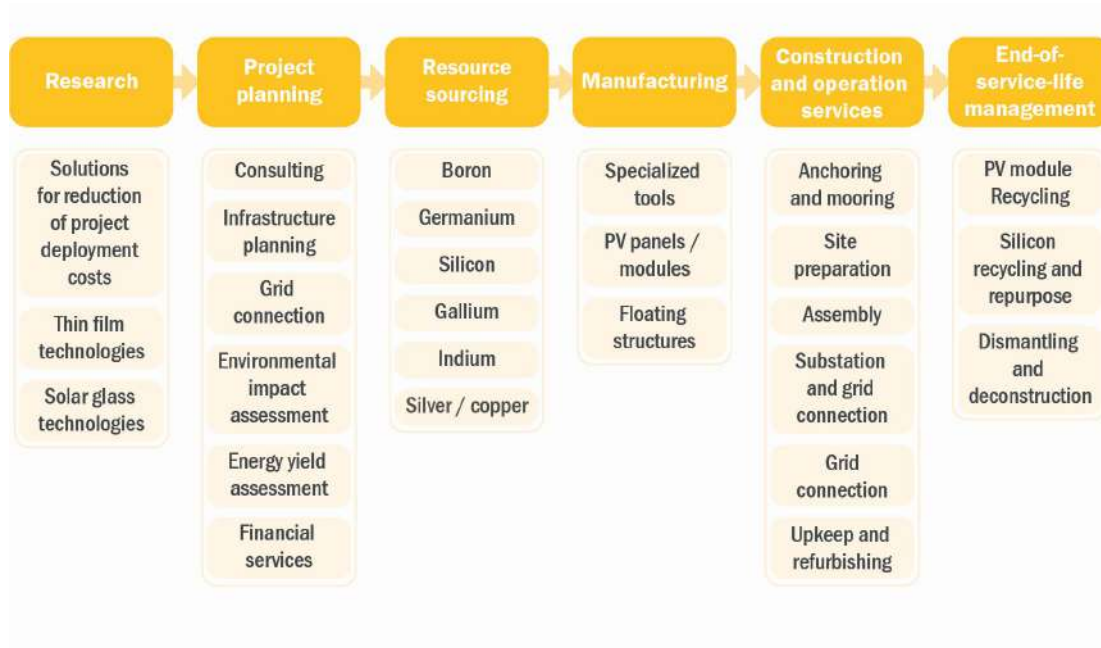 Research
Project
planning
Resource
sourcing
Manufacturing
Construction
and operation
services
End-of-
service-life
management
Solutions
for reduction
of project
deployment
costs
Thin film
technologies
Solar glass
technologies
Consulting
Infrastructure
planning
Grid
connection
Environmental
impact
assessment
Energy yield
assessment
Financial
services
Boron
Germanium
Silicon
Gallium
Indium
Silver / copper
Specialized
tools
PV panels /
modules
Floating
structures
Anchoring
and mooring
Site
preparation
Assembly
Substation
and grid
connection
Grid
connection
Upkeep and
refurbishing
PV module
Recycling
Silicon
recycling and
repurpose
Dismantling
and
deconstruction